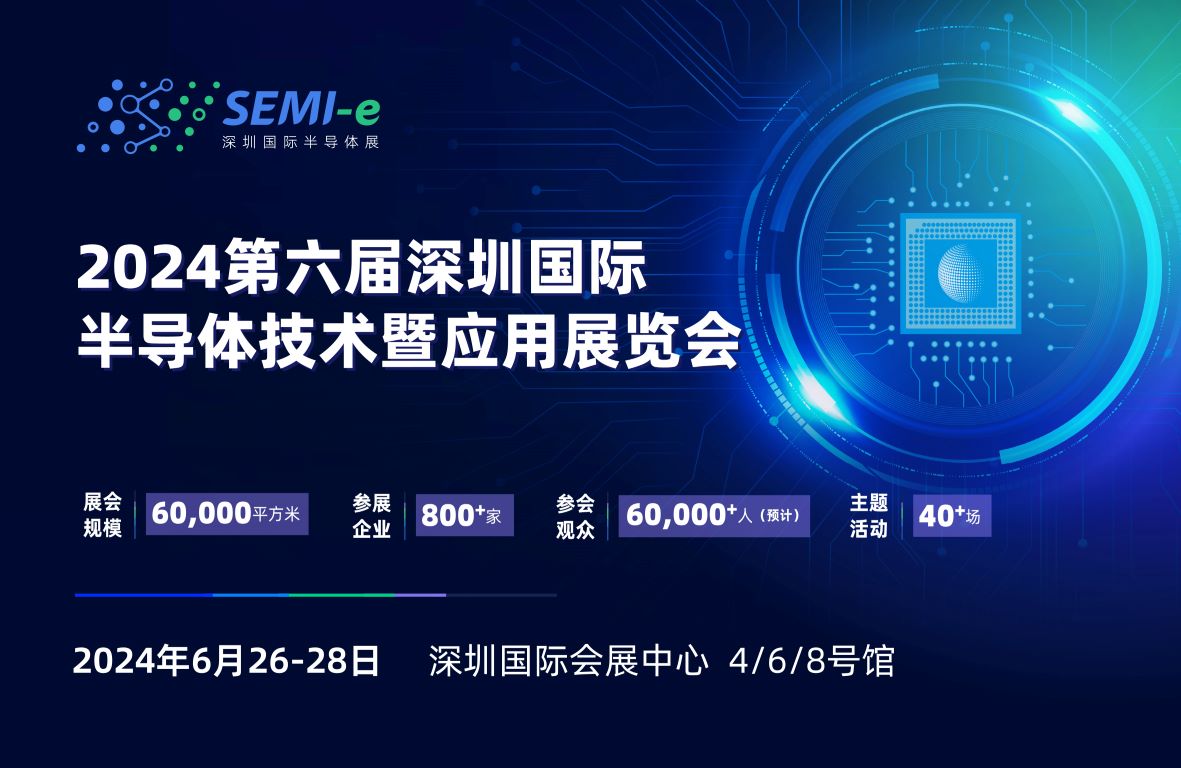 SEMI-e
深圳国际半导体展
2024第六届深圳国际
半导体技术暨应用展览会
展会
规模
60,000平方米
参展
企业
800+家
参会
观众
60,000+人（预计）
主题
活动
40+场
2024年6月26-28日
深圳国际会展中心 4/6/8号馆